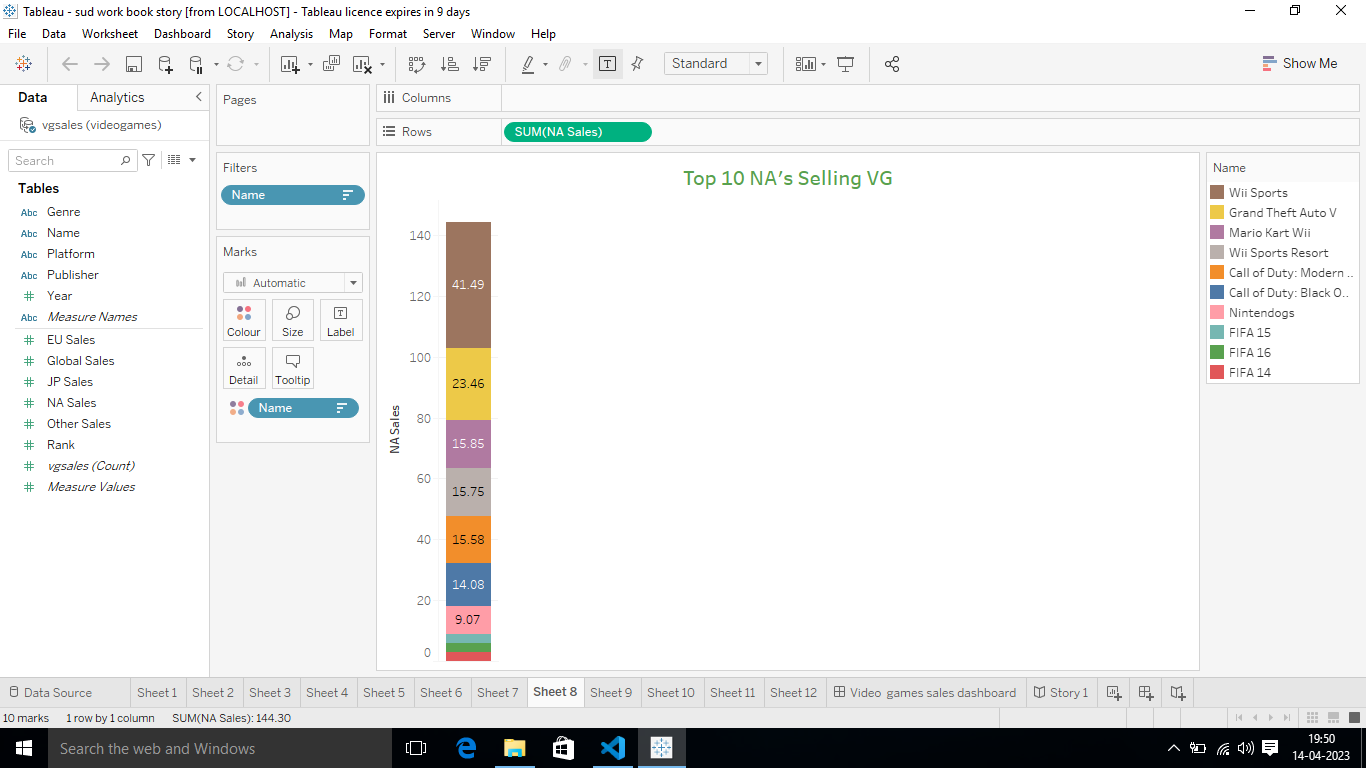 Tableau - sud work book story [from LOCALHOST] - Tableau licence expires in 9 days
File Data Worksheet Dashboard Story Analysis Map Format Server Window Help
Standard
Show Me
Data Analytics
vgsales (videogames)
Search
Tables
Abc Genre
Abc Name
Abc Platform
Abc Publisher
# Year
Abc Measure Names
# EU Sales
# Global Sales
# JP Sales
# NA Sales
# Other Sales
# Rank
# vgsales (Count)
# Measure Values
Pages
Filters
Name
Marks
Automatic
Colour Size Label
Detail Tooltip
Name
Columns
Rows SUM(NA Sales)
Top 10 NA's Selling VG
NA Sales
140
120
100
80
60
40
20
0
41.49
23.46
15.85
15.75
15.58
14.08
9.07
Name
Wii Sports
Grand Theft Auto V
Mario Kart Wii
Wii Sports Resort
Call of Duty: Modern ..
Call of Duty: Black O..
Nintendogs
FIFA 15
FIFA 16
FIFA 14
Data Source Sheet 1 Sheet 2 Sheet 3 Sheet 4 Sheet 5 Sheet 6 Sheet 7 Sheet 8 Sheet 9 Sheet 10 Sheet 11 Sheet 12 Video games sales dashboard Story 1
10 marks 1 row by 1 column SUM(NA Sales): 144.30
Search the web and Windows
19:50
14-04-2023